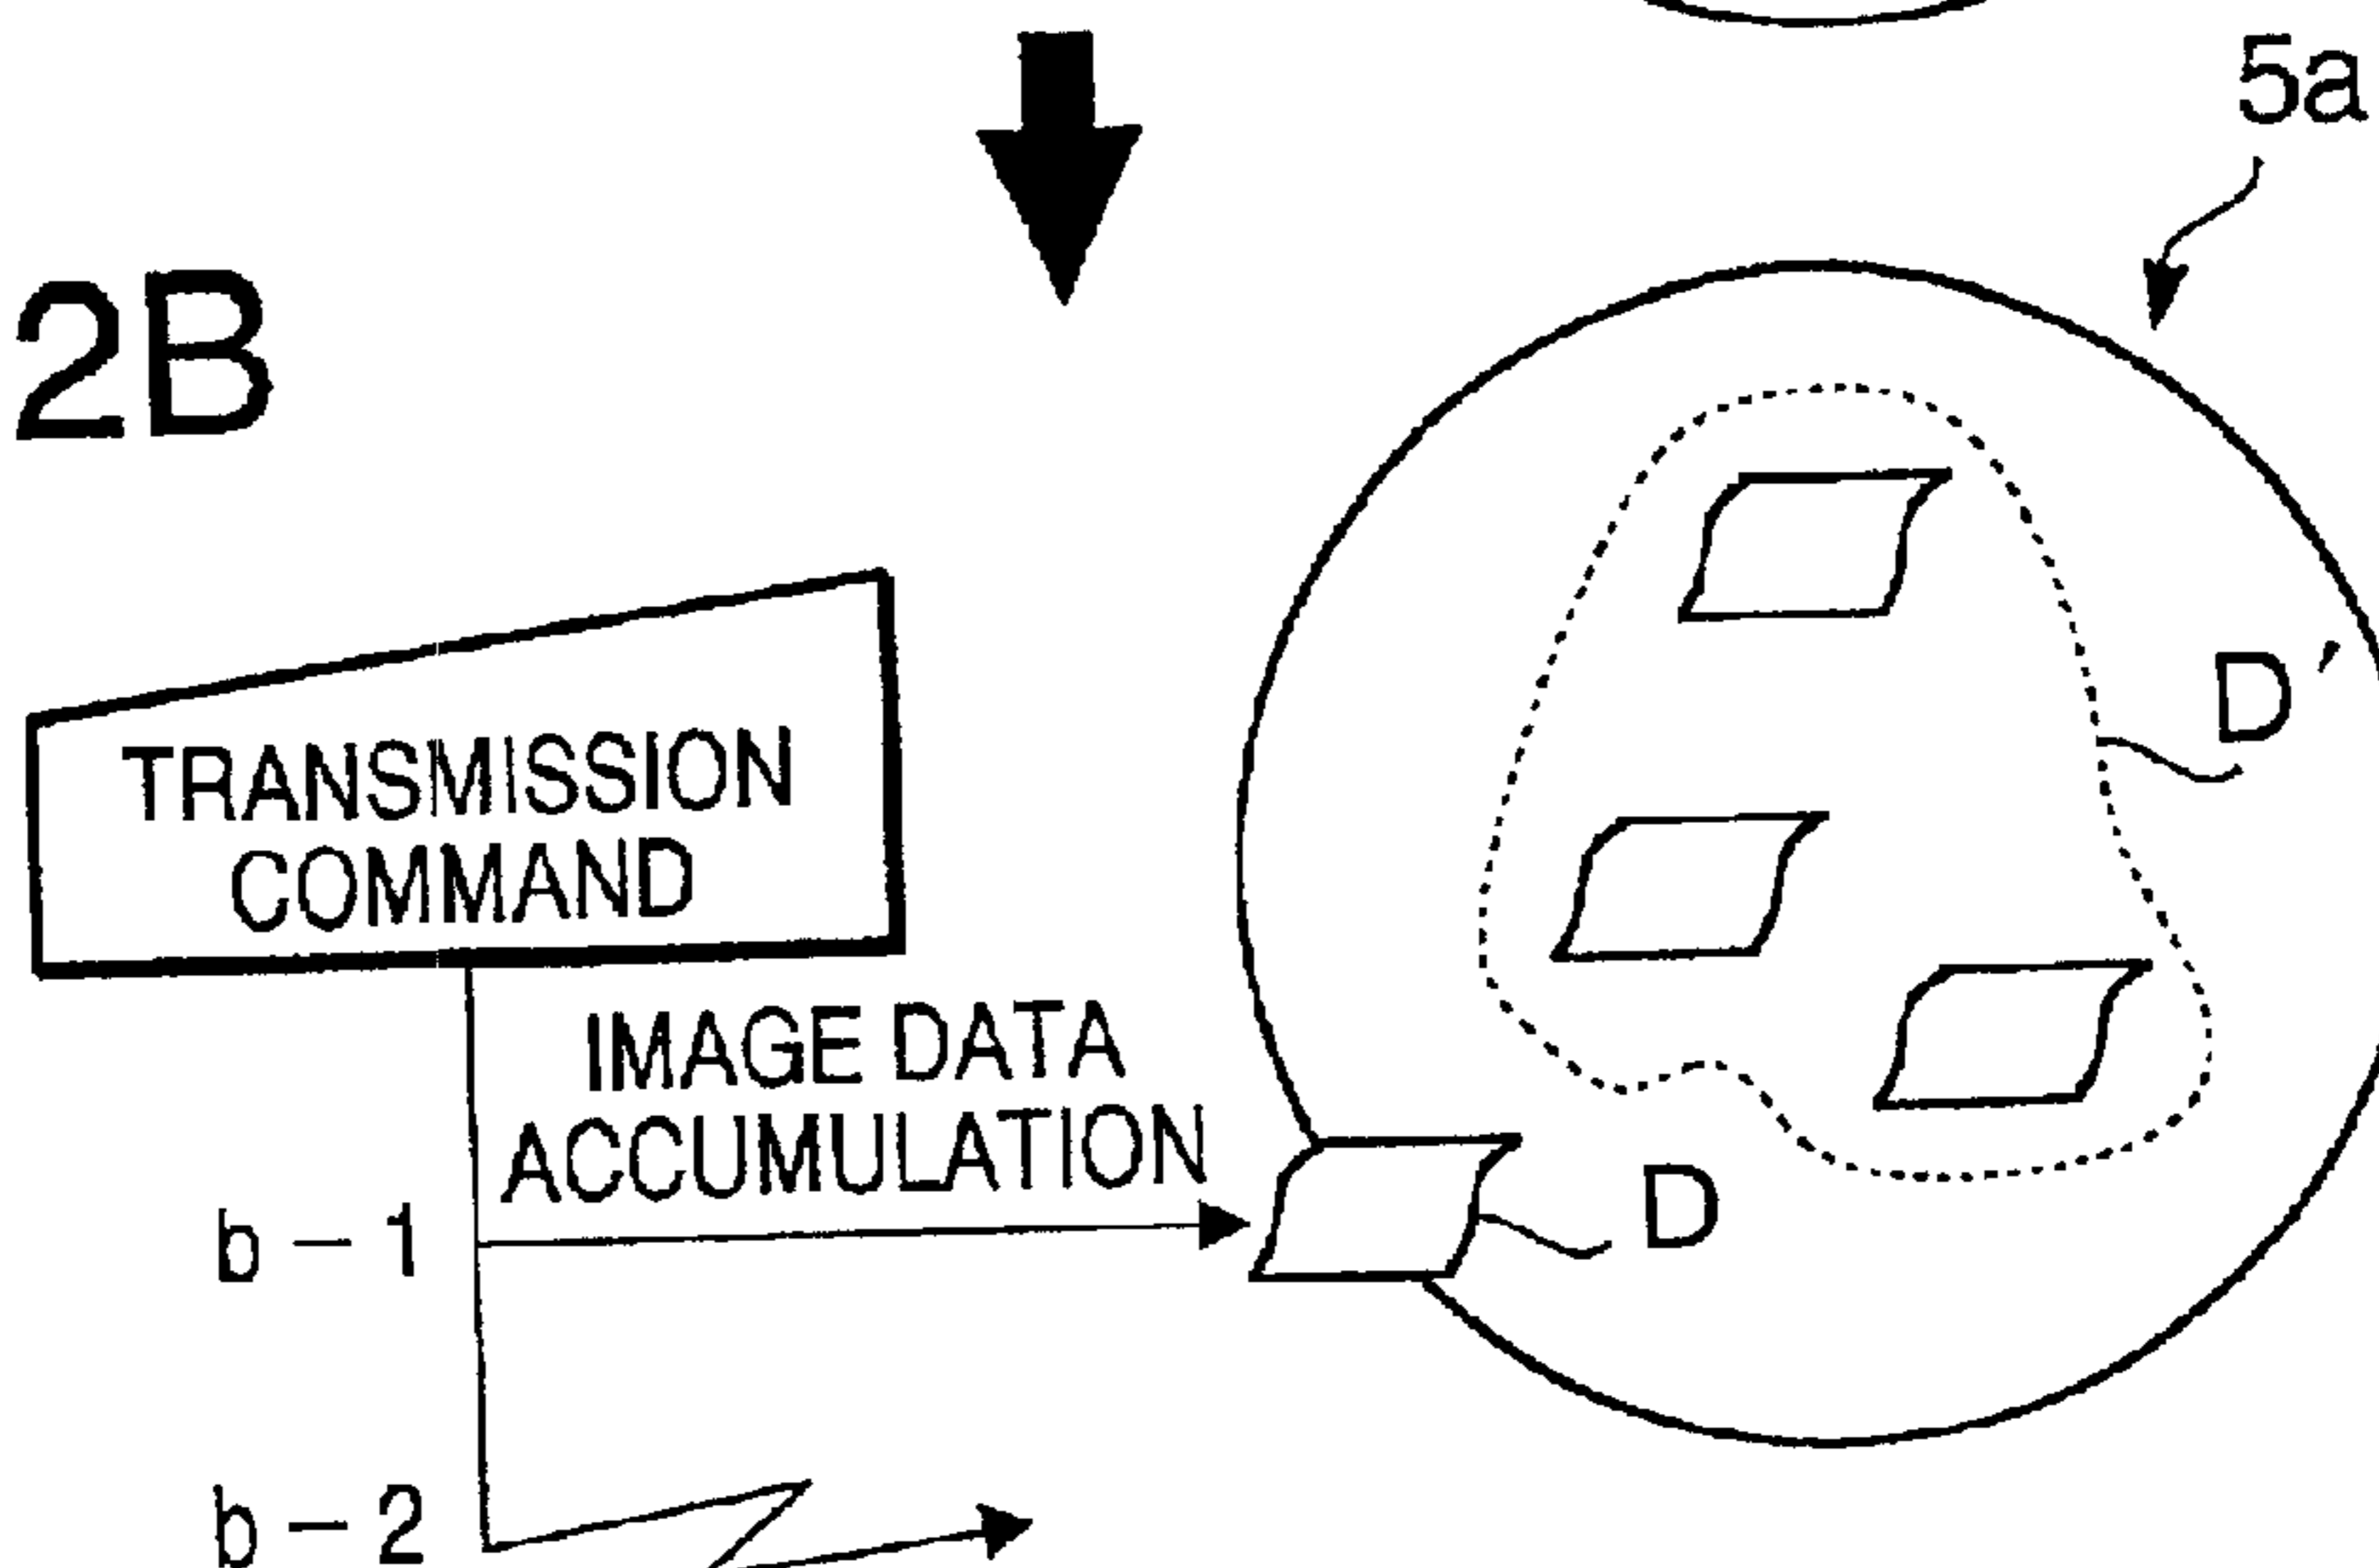 5a
2B
D'
TRANSMISSION
COMMAND
IMAGE DATA
ACCUMULATION
b-1
D
b-2